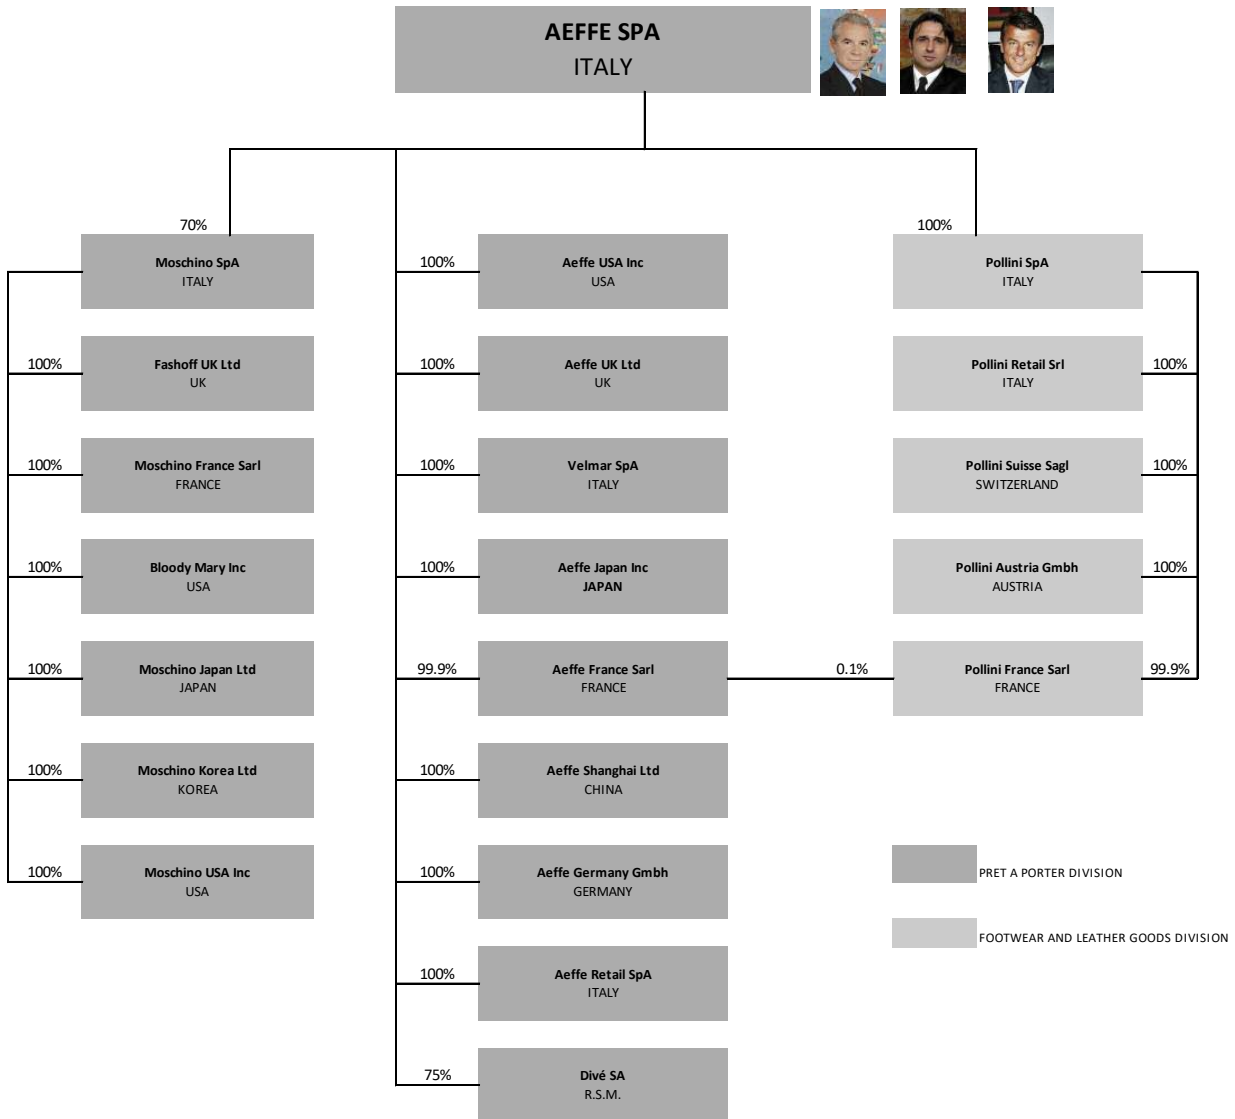 AEFFE SPA
ITALY
70%
100%
Moschino SpA
ITALY
100%
Aeffe USA Inc
USA
Pollini SpA
ITALY
100%
Fashoff UK Ltd
UK
100%
Aeffe UK Ltd
UK
Pollini Retail Srl
ITALY
100%
100%
Moschino France Sarl
FRANCE
100%
Velmar SpA
ITALY
Pollini Suisse Sagl
SWITZERLAND
100%
100%
Bloody Mary Inc
USA
100%
Aeffe Japan Inc
JAPAN
Pollini Austria Gmbh
AUSTRIA
100%
100%
Moschino Japan Ltd
JAPAN
99.9%
Aeffe France Sarl
FRANCE
0.1%
Pollini France Sarl
FRANCE
99.9%
100%
Moschino Korea Ltd
KOREA
100%
Aeffe Shanghai Ltd
CHINA
100%
Moschino USA Inc
USA
100%
Aeffe Germany Gmbh
GERMANY
PRET A PORTER DIVISION
FOOTWEAR AND LEATHER GOODS DIVISION
100%
Aeffe Retail SpA
ITALY
75%
Divé SA
R.S.M.